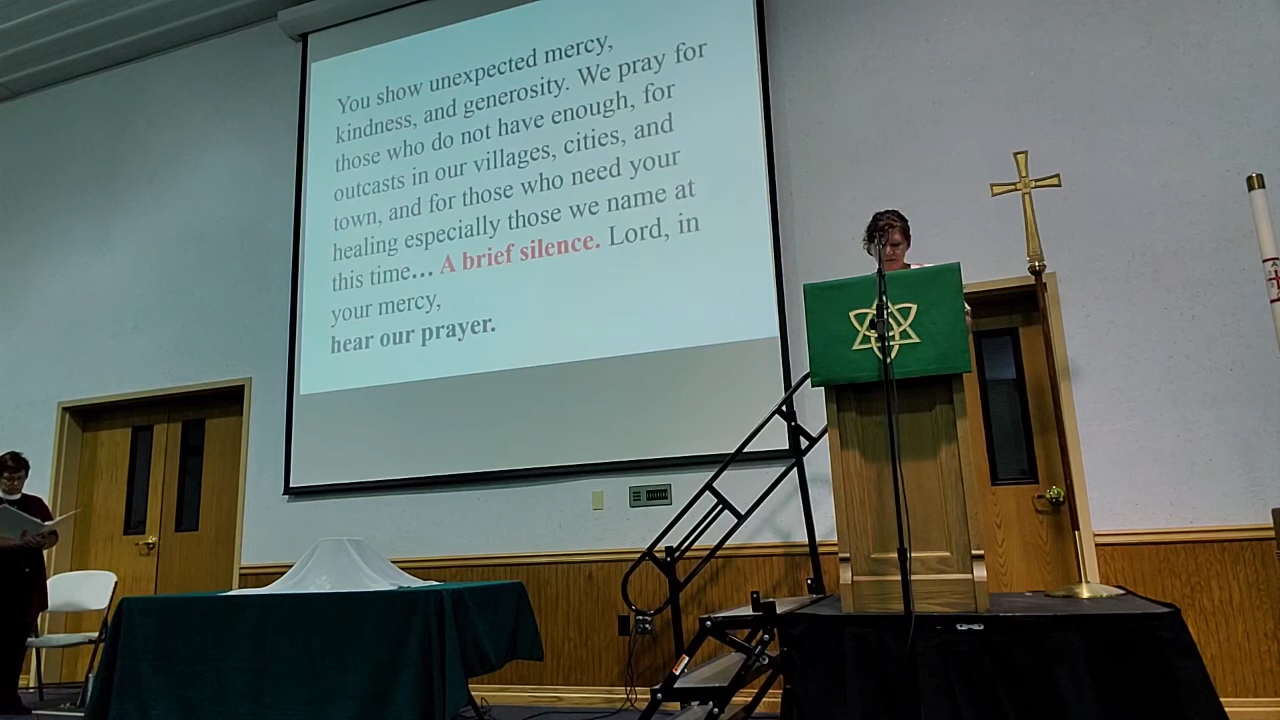 You show unexpected mercy,
kindness, and generosity. We pray for
those who do not have enough, for
outcasts in our villages, cities, and
town, and for those who need your
healing especially those we name at
this time... A brief silence. Lord, in
your mercy,
hear our prayer.